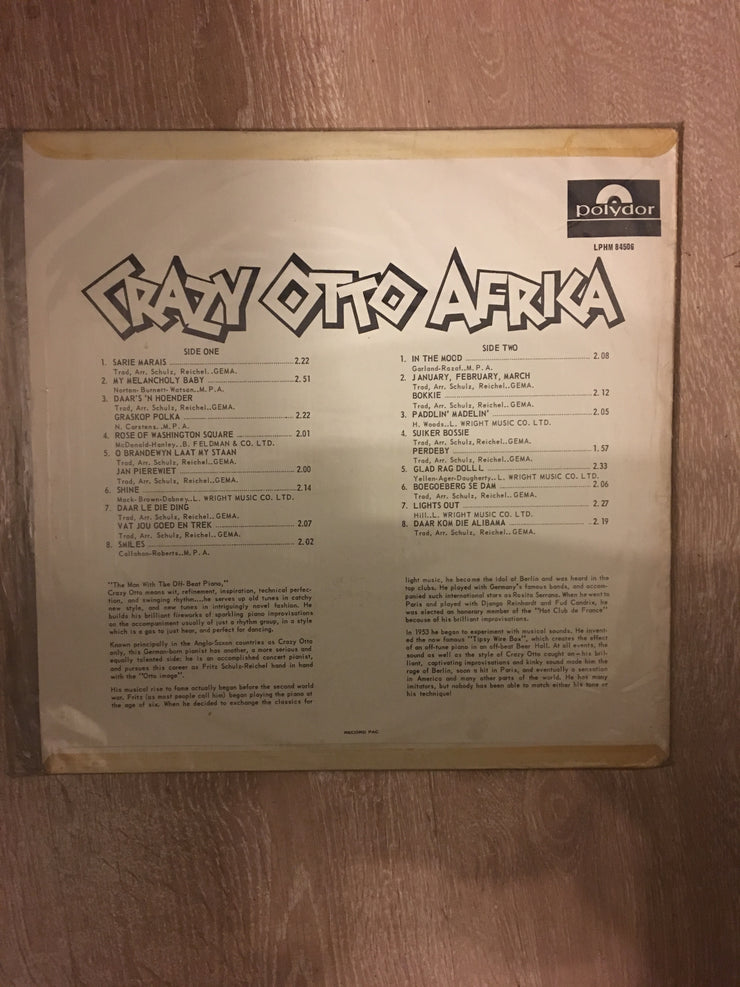 polydor
LPHM 84506
CRAZY OTTO AFRIKA
SIDE ONE
1. SARIE MARAIS ... 2.22
Trad, Arr. Schulz, Reichel..GEMA.
2. MY MELANCHOLY BABY ... 2.51
Norton-Burnett-Watson..M.P.A.
3. DAAR'S 'N HOENDER
Trad, Arr. Schulz, Reichel..GEMA.
GRASKOP POLKA ... 2.22
N. Carstens..M.P.A.
4. ROSE OF WASHINGTON SQUARE ... 2.01
McDonald-Hanley..B. FELDMAN & CO. LTD.
5. O BRANDEWYN LAAT MY STAAN
Trad, Arr. Schulz, Reichel..GEMA.
JAN PIEREWIET ... 2.00
Trad, Arr. Schulz, Reichel..GEMA.
6. SHINE ... 2.14
Mack-Brown-Dabney..L. WRIGHT MUSIC CO. LTD.
7. DAAR LE DIE DING
Trad, Arr. Schulz, Reichel..GEMA.
VAT JOU GOED EN TREK ... 2.07
Trad, Arr. Schulz, Reichel..GEMA.
8. SMILES ... 2.02
Callahan-Roberts..M.P.A.
SIDE TWO
1. IN THE MOOD ... 2.08
Garland-Razaf..M.P.A.
2. JANUARY, FEBRUARY, MARCH
Trad, Arr. Schulz, Reichel..GEMA.
BOKKIE ... 2.12
Trad, Arr. Schulz, Reichel..GEMA.
3. PADDLIN' MADELIN' ... 2.05
H. Woods..L. WRIGHT MUSIC CO. LTD.
4. SUIKER BOSSIE
Trad, Arr. Schulz, Reichel..GEMA.
PERDEBY ... 1.57
Trad, Arr. Schulz, Reichel..GEMA.
5. GLAD RAG DOLL L ... 2.33
Yellen-Ager-Dougherty..L. WRIGHT MUSIC CO. LTD.
6. BOEGOEBERG SE DAM ... 2.06
Trad, Arr. Schulz, Reichel..GEMA.
7. LIGHTS OUT ... 2.27
Hill..L. WRIGHT MUSIC CO. LTD.
8. DAAR KOM DIE ALIBAMA ... 2.19
Trad, Arr. Schulz, Reichel..GEMA.
"The Man With The Off-Beat Piano,"
Crazy Otto means wit, refinement, inspiration, technical perfec-
tion, and swinging rhythm....he serves up old tunes in catchy
new style, and new tunes in intriguingly novel fashion. He
builds his brilliant fireworks of sparkling piano improvisations
on the accompaniment usually of just a rhythm group, in a style
which is a gas to just hear, and perfect for dancing.
Known principally in the Anglo-Saxon countries as Crazy Otto
only, this German-born pianist has another, a more serious and
equally talented side: he is an accomplished concert pianist,
and pursues this career as Fritz Schulz-Reichel hand in hand
with the "Otto image".
His musical rise to fame actually began before the second world
war. Fritz (as most people call him) began playing the piano at
the age of six. When he decided to exchange the classics for
light music, he became the idol of Berlin and was heard in the
top clubs. He played with Germany's famous bands, and accom-
panied such international stars as Rosita Serrano. When he went to
Paris and played with Django Reinhardt and Fud Candrix, he
was elected an honorary member of the "Hot Club de France"
because of his brilliant improvisations.
In 1953 he began to experiment with musical sounds. He invent-
ed the now famous "Tipsy Wire Box", which creates the effect
of an off-tune piano in an off-beat Beer Hall. At all events, the
sound as well as the style of Crazy Otto caught on-his bril-
liant, captivating improvisations and kinky sound made him the
rage of Berlin, soon a hit in Paris, and eventually a sensation
in America and many other parts of the world. He has many
imitators, but nobody has been able to match either his tone or
his technique!
RECORD PAC